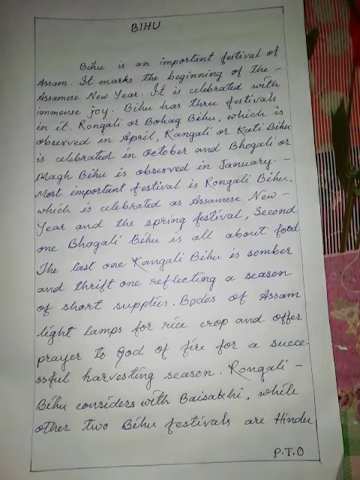 BIHU
Bihu is an important festival of
Assam. It marks the beginning of the -
Assamese New Year. It is celebrated with
immense joy. Bihu has three festivals
in it. Rongali or Bohag Bihu, which is
observed in April, Kangali or Kati Bihu
is celebrated in October and Bhogali or
Magh Bihu is observed in January. -
Most important festival is Rongali Bihu,
which is celebrated as Assamese New -
Year and the spring festival, Second
one Bhogali Bihu is all about food
The last one Kangali Bihu is somber
and thrift one reflecting a season
of short supplies. Bodos of Assam
light lamps for rice crop and offer
prayer to God of fire for a succe-
ssful harvesting season. Rongali -
Bihu considers with Baisakhi, while
other two Bihu festivals are Hindu
P.T.O